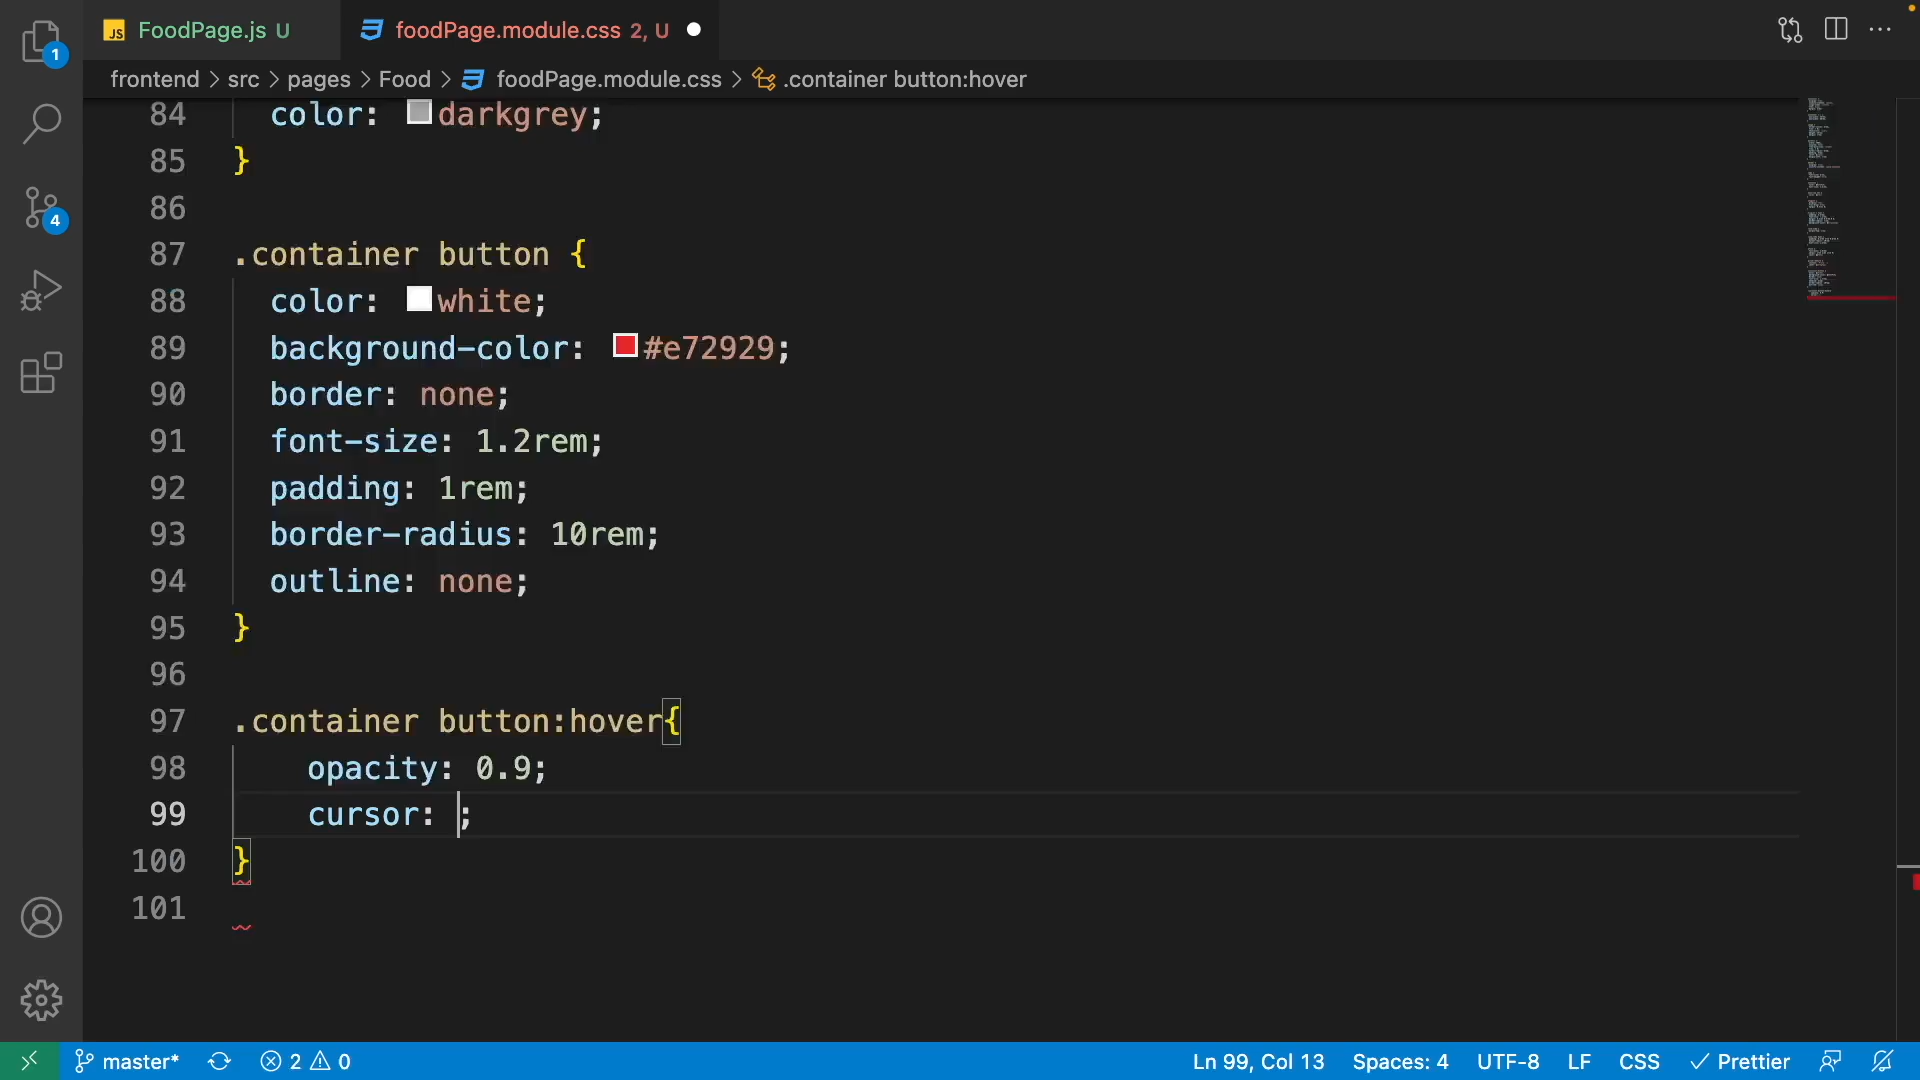 JS FoodPage.js U
foodPage.module.css 2, U
1
frontend > src > pages > Food > foodPage.module.css > .container button:hover
84 color: darkgrey;
85 }
86
87 .container button {
88 color: white;
89 background-color: #e72929;
90 border: none;
91 font-size: 1.2rem;
92 padding: 1rem;
93 border-radius: 10rem;
94 outline: none;
95 }
96
97 .container button:hover{
98 opacity: 0.9;
99 cursor: ;
100 }
101
4
master* 2 0 Ln 99, Col 13 Spaces: 4 UTF-8 LF CSS Prettier